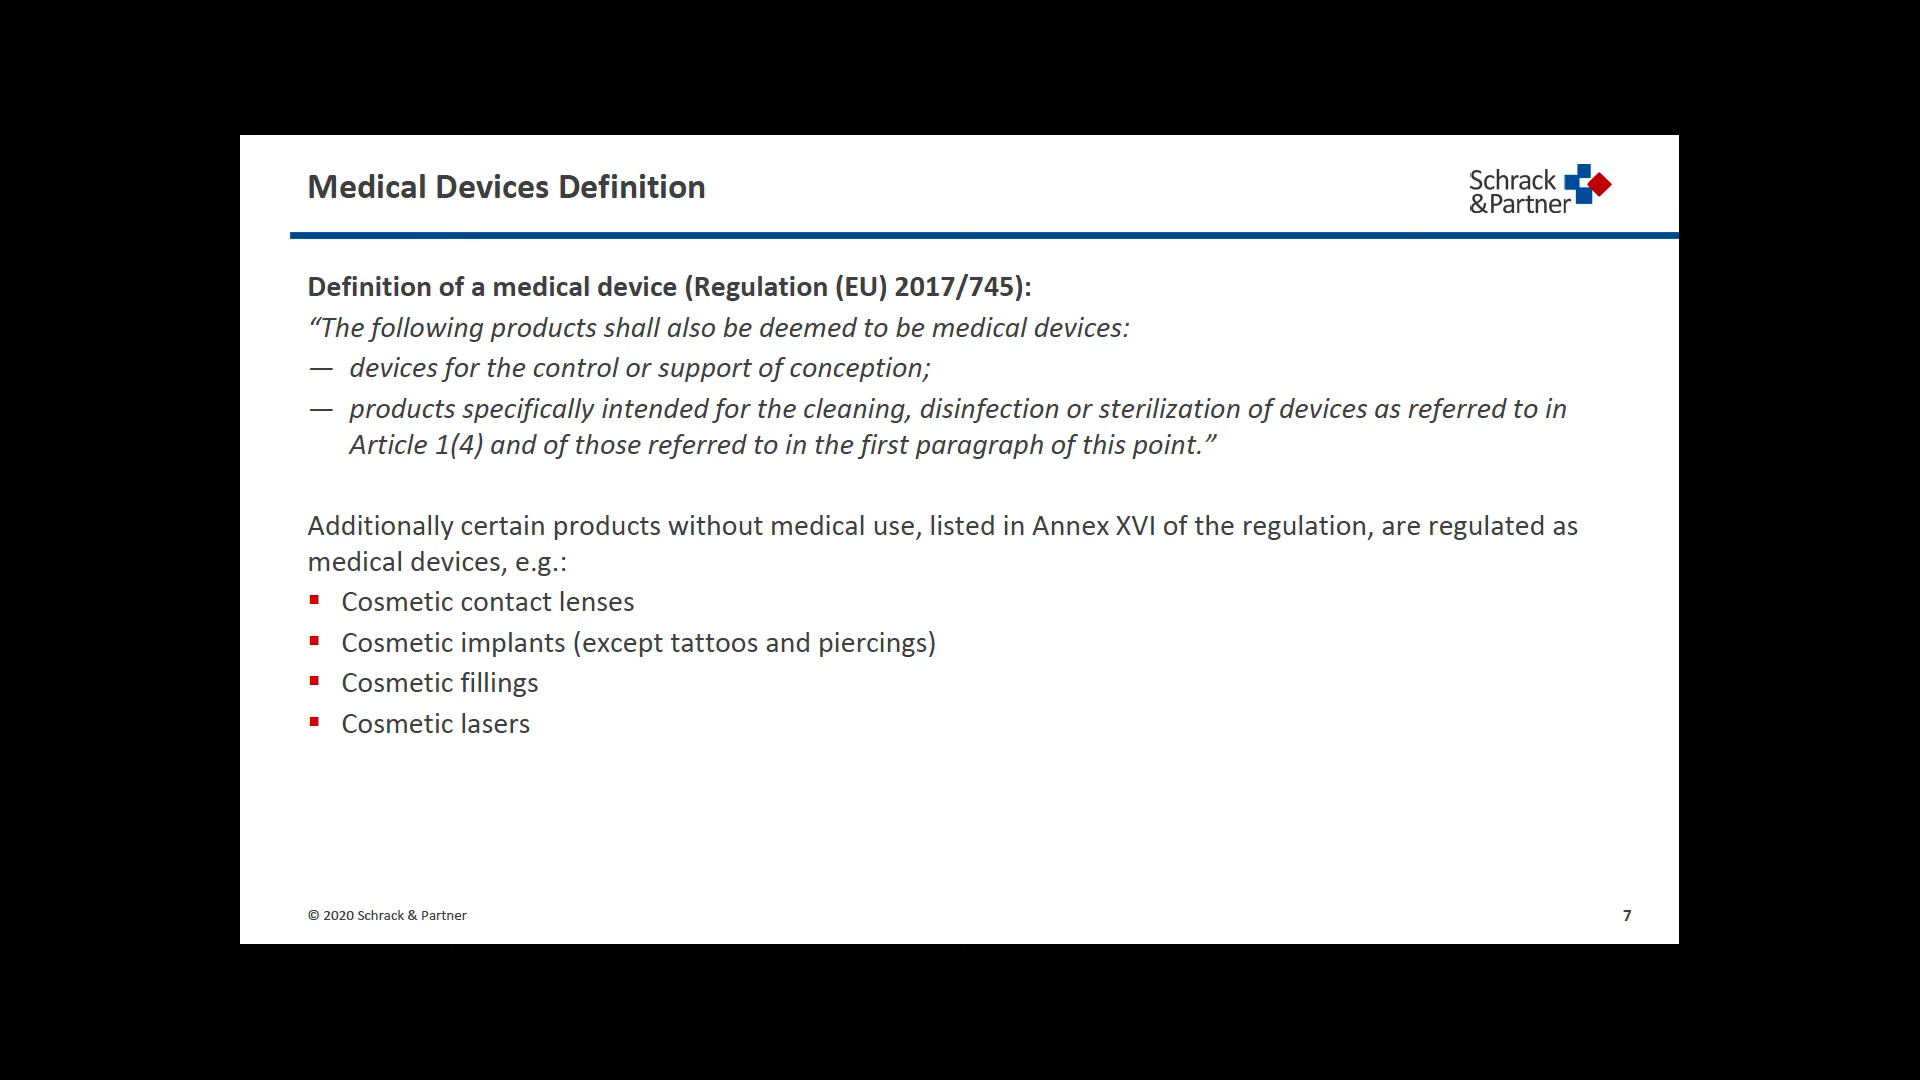 Medical Devices Definition
Schrack
&Partner
Definition of a medical device (Regulation (EU) 2017/745):
“The following products shall also be deemed to be medical devices:
— devices for the control or support of conception;
— products specifically intended for the cleaning, disinfection or sterilization of devices as referred to in
Article 1(4) and of those referred to in the first paragraph of this point.”
Additionally certain products without medical use, listed in Annex XVI of the regulation, are regulated as
medical devices, e.g.:
▪ Cosmetic contact lenses
▪ Cosmetic implants (except tattoos and piercings)
▪ Cosmetic fillings
▪ Cosmetic lasers
© 2020 Schrack & Partner
7